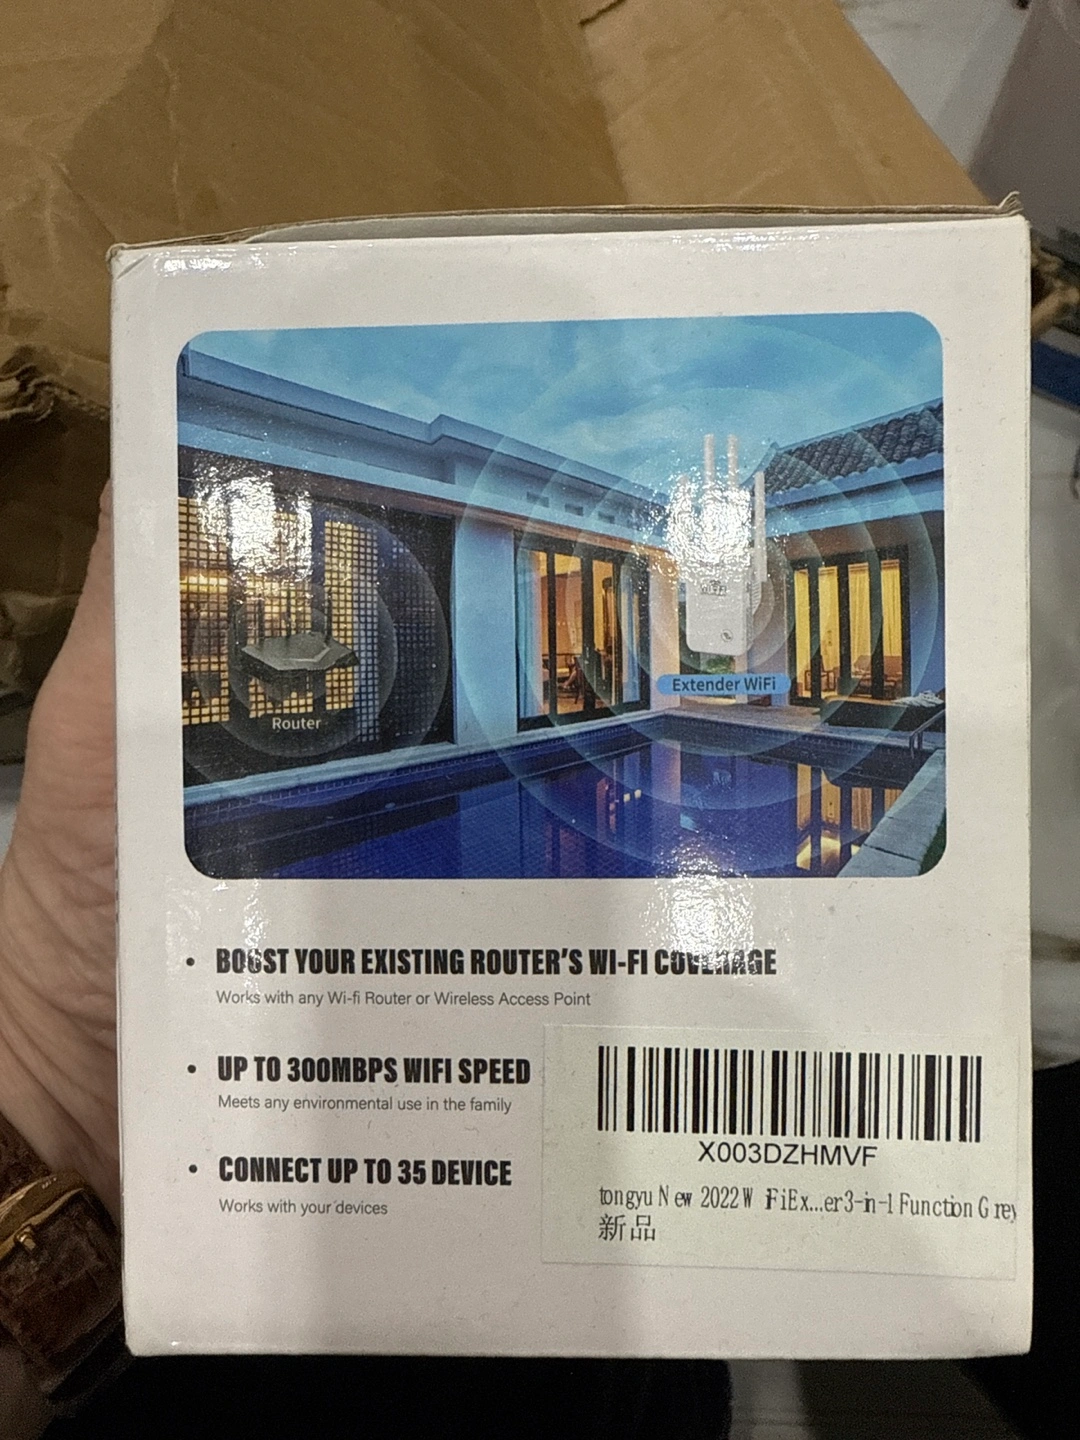 Extender WiFi
Router
• BOOST YOUR EXISTING ROUTER'S WI-FI COVERAGE
Works with any Wi-fi Router or Wireless Access Point
• UP TO 300MBPS WIFI SPEED
Meets any environmental use in the family
• CONNECT UP TO 35 DEVICE
Works with your devices
X003DZHMVF
tongyu New 2022W iFiEx...er3-in-1 Function Grey
新品